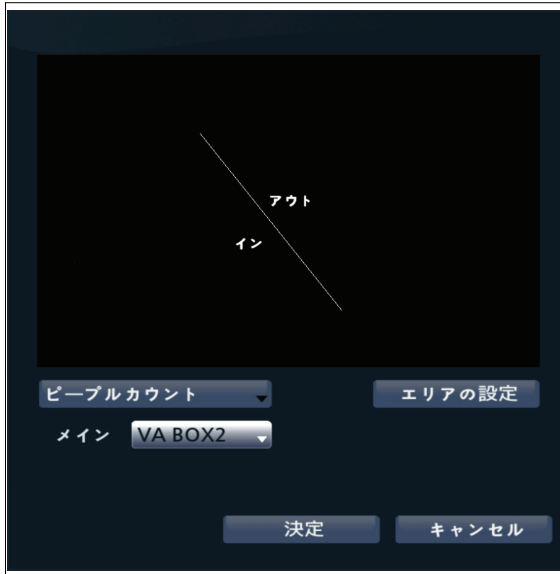 アウト
イン
ピープルカウント
エリアの設定
メイン VA BOX2
決定
キャンセル